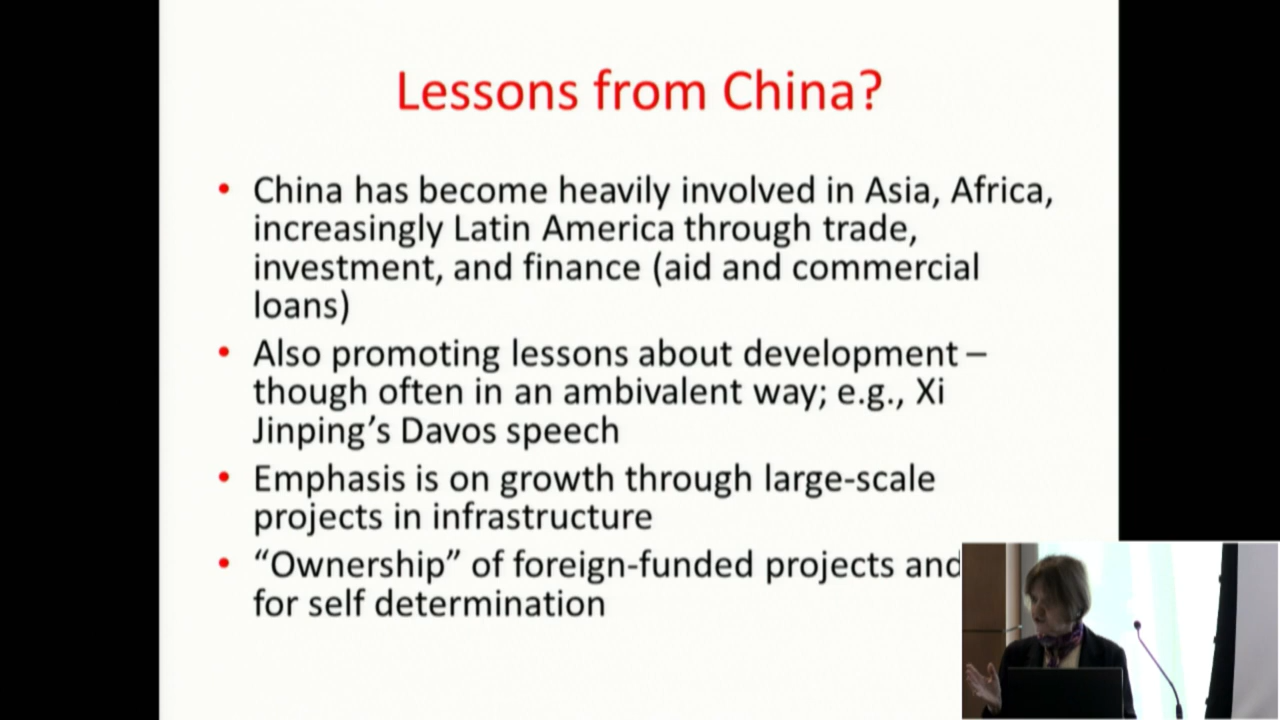 Lessons from China?
• China has become heavily involved in Asia, Africa,
increasingly Latin America through trade,
investment, and finance (aid and commercial
loans)
• Also promoting lessons about development –
though often in an ambivalent way; e.g., Xi
Jinping’s Davos speech
• Emphasis is on growth through large-scale
projects in infrastructure
• “Ownership” of foreign-funded projects and
for self determination